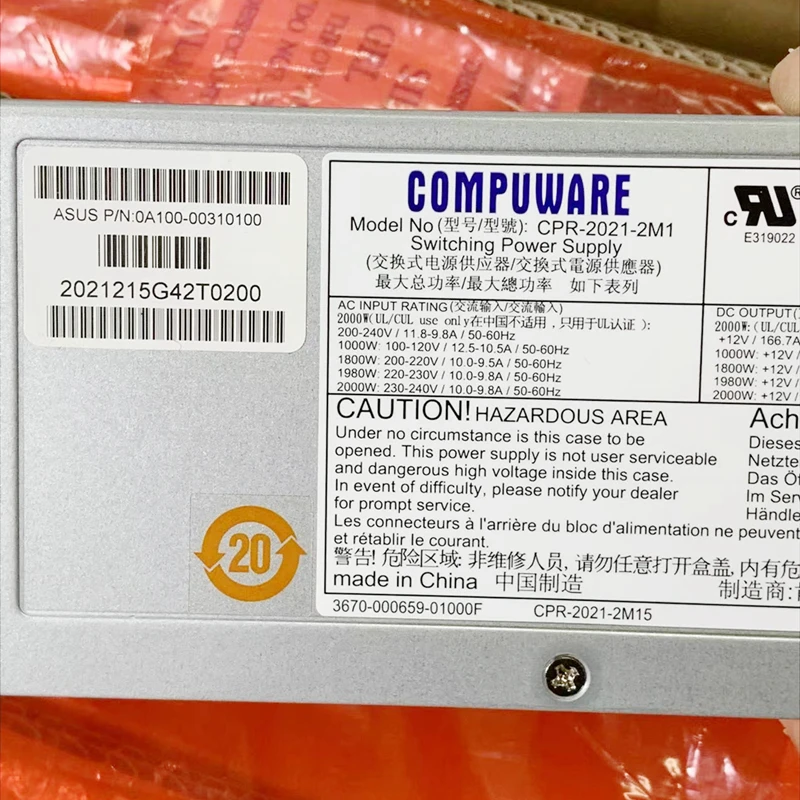 ASUS P/N:0A100-00310100
2021215G42T0200
20
COMPUWARE
Model No (型号/型號): CPR-2021-2M1
Switching Power Supply
(交换式电源供应器/交換式電源供應器)
最大总功率/最大總功率 如下表列
c RU ®
E319022
AC INPUT RATING (交流输入/交流輸入)
2000W(UL/CUL use only在中国不适用,只用于UL认证):
200-240V / 11.8-9.8A / 50-60Hz
1000W: 100-120V / 12.5-10.5A / 50-60Hz
1800W: 200-220V / 10.0-9.5A / 50-60Hz
1980W: 220-230V / 10.0-9.8A / 50-60Hz
2000W: 230-240V / 10.0-9.8A / 50-60Hz
DC OUTPUT(
2000W:(UL/CUL
+12V / 166.7A
1000W: +12V /
1800W: +12V /
1980W: +12V /
2000W: +12V /
CAUTION! HAZARDOUS AREA
Under no circumstance is this case to be
opened. This power supply is not user serviceable
and dangerous high voltage inside this case.
In event of difficulty, please notify your dealer
for prompt service.
Ach
Dieses
Netzte
Das Öf
Im Serv
Händle
Les connecteurs à l'arrière du bloc d'alimentation ne peuvent
et rétablir le courant.
警告! 危险区域: 非维修人员, 请勿任意打开盒盖, 内有危
made in China 中国制造
制造商:
3670-000659-01000F CPR-2021-2M15